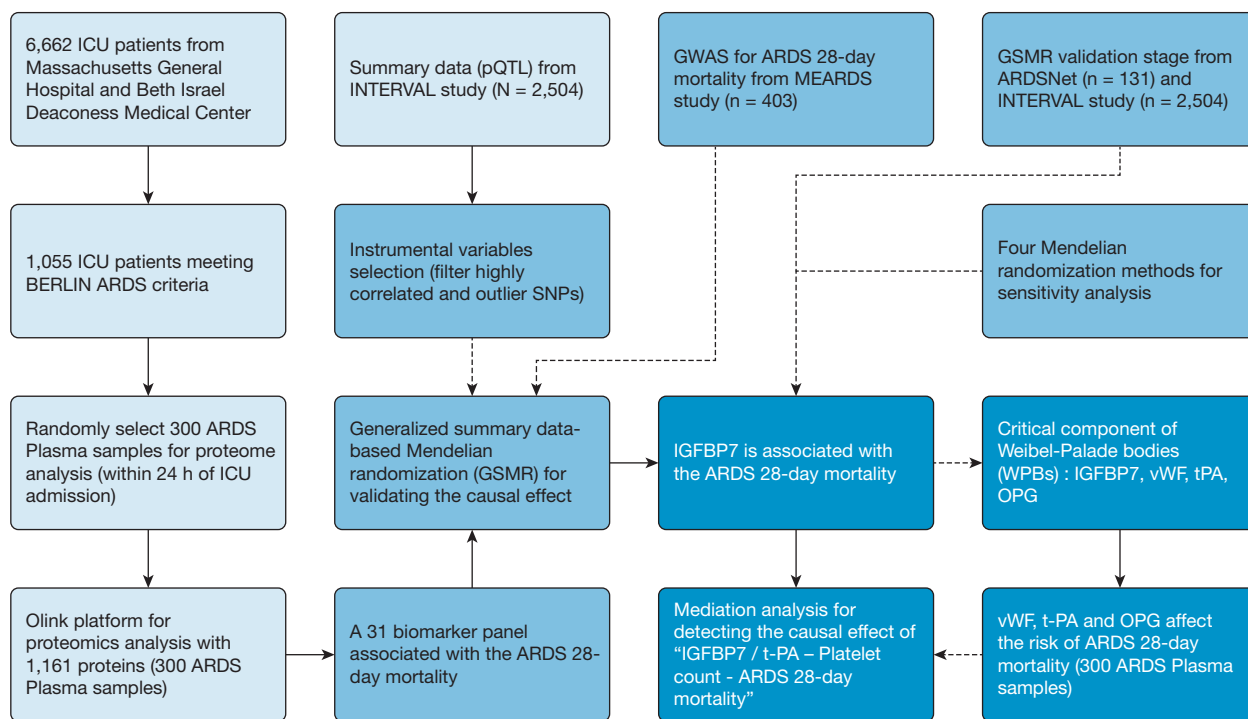 6,662 ICU patients from
Massachusetts General
Hospital and Beth Israel
Deaconess Medical Center
Summary data (pQTL) from
INTERVAL study (N = 2,504)
GWAS for ARDS 28-day
mortality from MEARDS
study (n = 403)
GSMR validation stage from
ARDSNet (n = 131) and
INTERVAL study (n = 2,504)
1,055 ICU patients meeting
BERLIN ARDS criteria
Instrumental variables
selection (filter highly
correlated and outlier SNPs)
Four Mendelian
randomization methods for
sensitivity analysis
Randomly select 300 ARDS
Plasma samples for proteome
analysis (within 24 h of ICU
admission)
Generalized summary data-
based Mendelian
randomization (GSMR) for
validating the causal effect
IGFBP7 is associated with
the ARDS 28-day mortality
Critical component of
Weibel-Palade bodies
(WPBs) : IGFBP7, vWF, tPA,
OPG
Olink platform for
proteomics analysis with
1,161 proteins (300 ARDS
Plasma samples)
A 31 biomarker panel
associated with the ARDS 28-
day mortality
Mediation analysis for
detecting the causal effect of
“IGFBP7 / t-PA – Platelet
count - ARDS 28-day
mortality”
vWF, t-PA and OPG affect
the risk of ARDS 28-day
mortality (300 ARDS Plasma
samples)